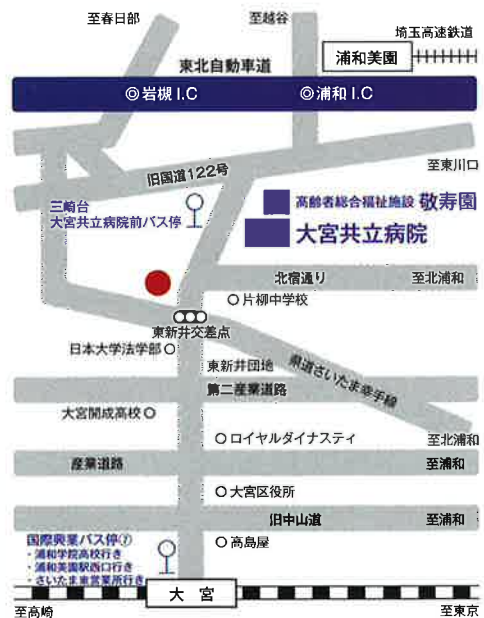 至春日部
至越谷
埼玉高速鉄道
浦和美園
東北自動車道
◎岩槻I.C
◎浦和I.C
至東川口
旧国道122号
三崎台
大宮共立病院前バス停
高齢者総合福祉施設 敬寿園
大宮共立病院
北宿通り
至北浦和
片柳中学校
東新井交差点
日本大学法学部
東新井団地
県道さいたま幸手線
第二産業道路
大宮開成高校
ロイヤルダイナスティ
至北浦和
産業道路
至浦和
大宮区役所
旧中山道
至浦和
国際興業バス停⑦
・浦和学院高校行き
・浦和美園駅西口行き
・さいたま東営業所行き
高島屋
大宮
至高崎
至東京